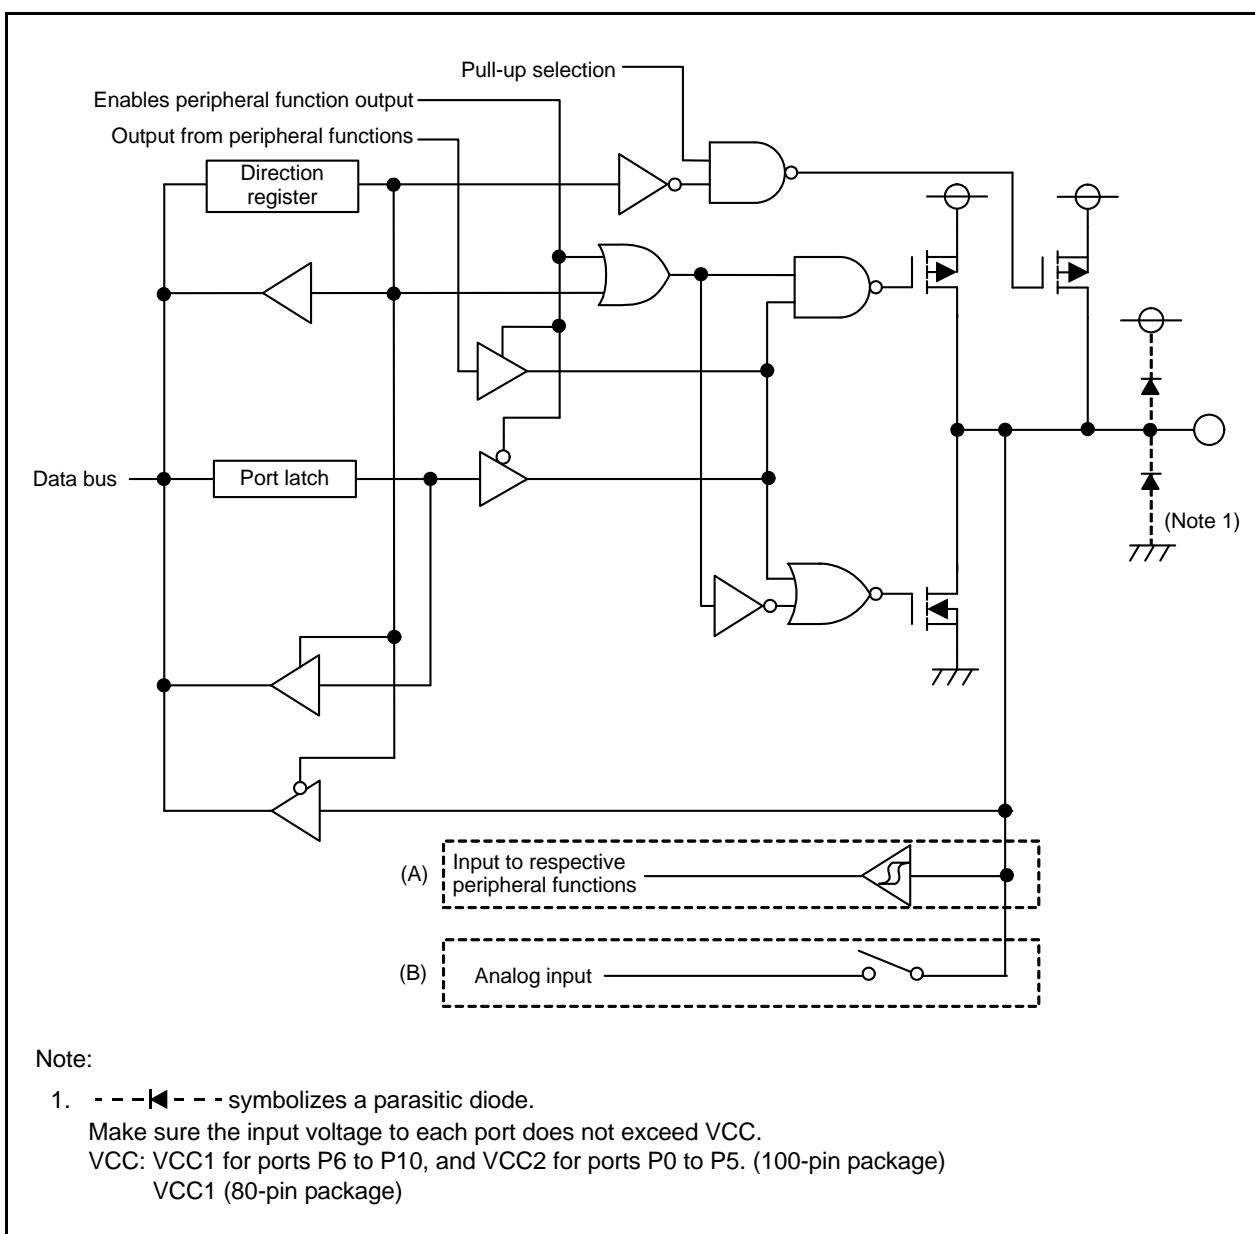 Pull-up selection
Enables peripheral function output
Output from peripheral functions
Direction
register
Data bus
Port latch
(Note 1)
(A)
Input to respective
peripheral functions
(B)
Analog input
Note:
1. symbolizes a parasitic diode.
Make sure the input voltage to each port does not exceed VCC.
VCC: VCC1 for ports P6 to P10, and VCC2 for ports P0 to P5. (100-pin package)
VCC1 (80-pin package)